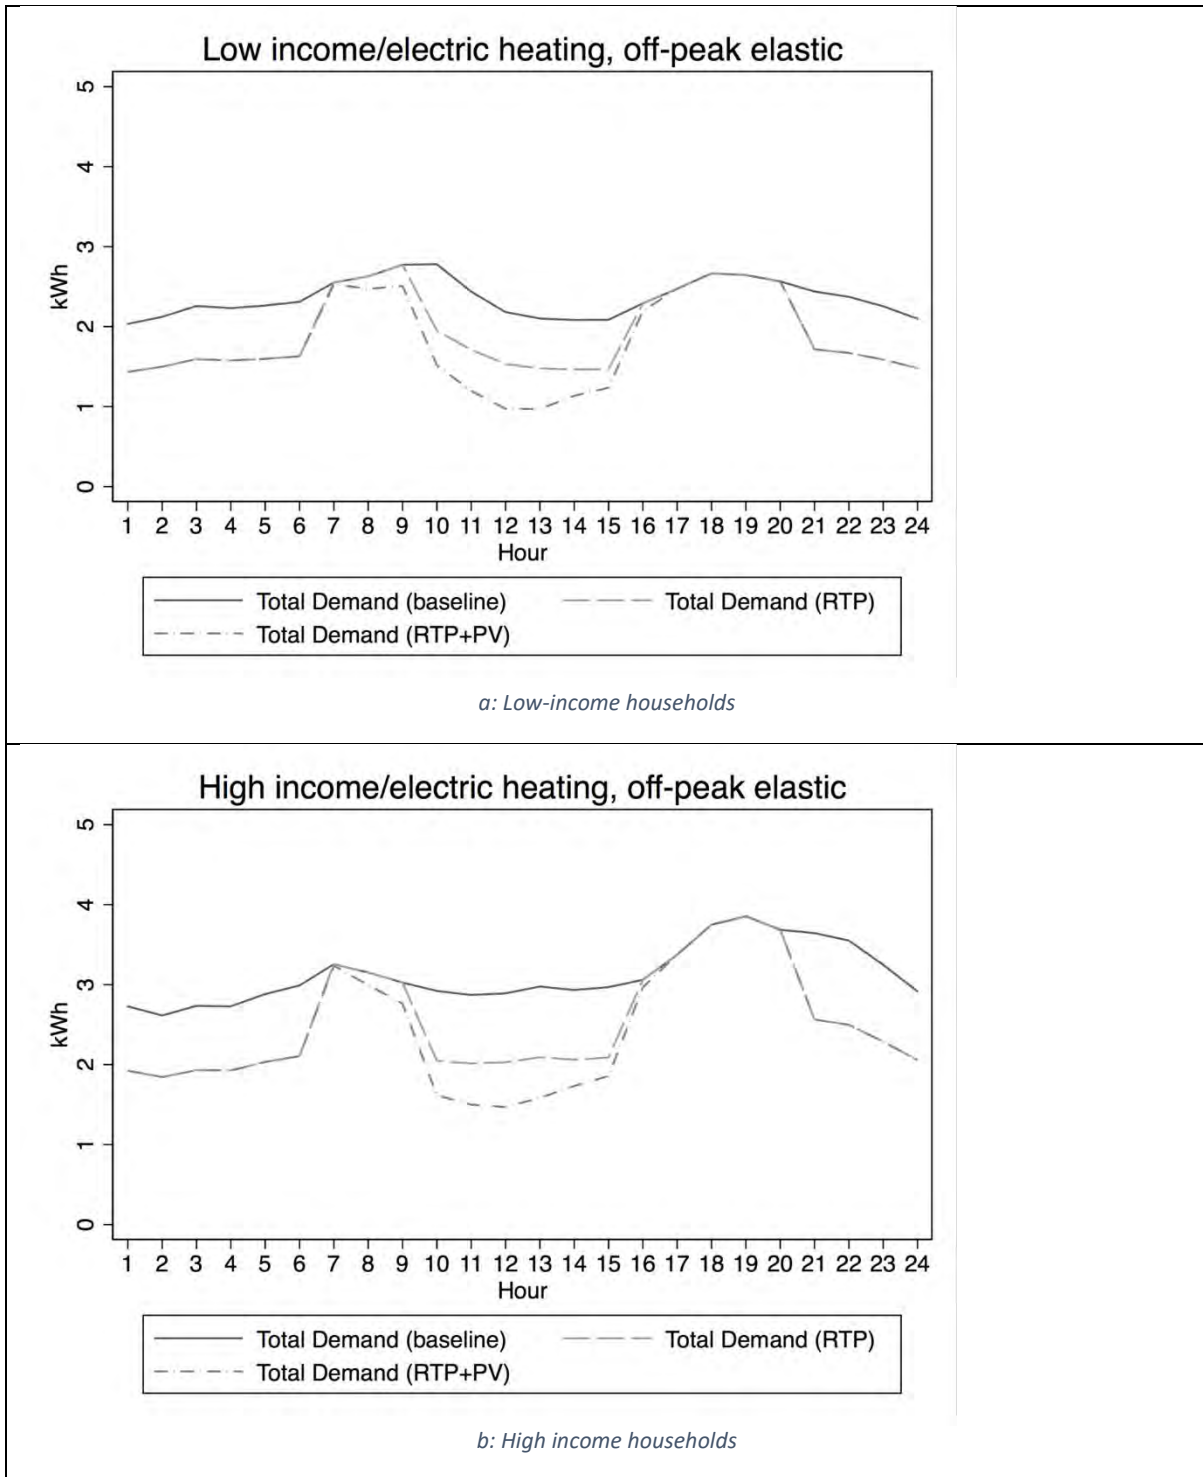 Low income/electric heating, off-peak elastic
5
4
3
2
1
0
kWh
1 2 3 4 5 6 7 8 9 10 11 12 13 14 15 16 17 18 19 20 21 22 23 24
Hour
Total Demand (baseline) Total Demand (RTP)
Total Demand (RTP+PV)
a: Low-income households
High income/electric heating, off-peak elastic
5
4
3
2
1
0
kWh
1 2 3 4 5 6 7 8 9 10 11 12 13 14 15 16 17 18 19 20 21 22 23 24
Hour
Total Demand (baseline) Total Demand (RTP)
Total Demand (RTP+PV)
b: High income households